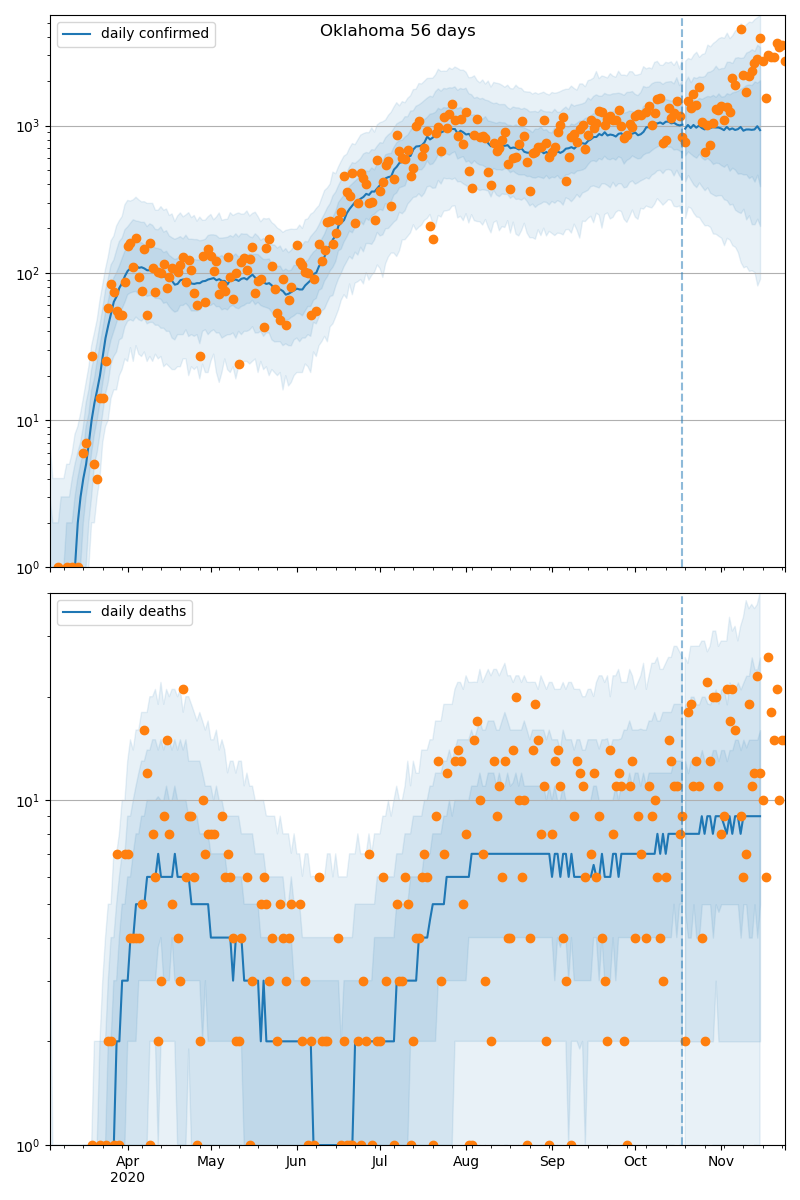 Oklahoma 56 days
daily confirmed
10³
10²
10¹
10⁰
daily deaths
10¹
10⁰
Apr
2020
May
Jun
Jul
Aug
Sep
Oct
Nov